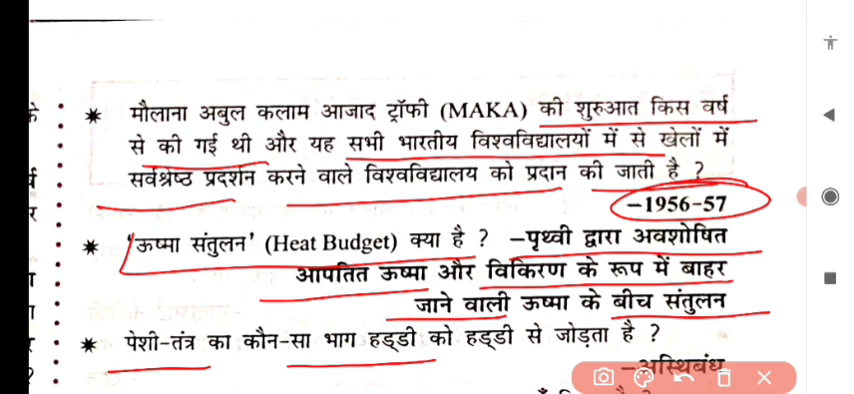 * मौलाना अबुल कलाम आजाद ट्रॉफी (MAKA) की शुरुआत किस वर्ष
से की गई थी और यह सभी भारतीय विश्वविद्यालयों में से खेलों में
सर्वश्रेष्ठ प्रदर्शन करने वाले विश्वविद्यालय को प्रदान की जाती है ?
–1956–57
* 'ऊष्मा संतुलन' (Heat Budget) क्या है ? –पृथ्वी द्वारा अवशोषित
आपतित ऊष्मा और विकिरण के रूप में बाहर
जाने वाली ऊष्मा के बीच संतुलन
* पेशी-तंत्र का कौन-सा भाग हड्डी को हड्डी से जोड़ता है ?
–अस्थिबंध